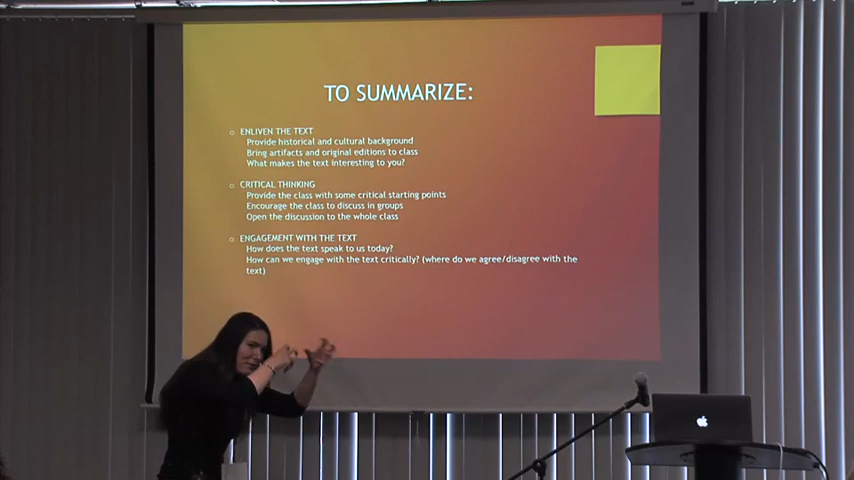 TO SUMMARIZE:
ENLIVEN THE TEXT
Provide historical and cultural background
Bring artifacts and original editions to class
What makes the text interesting to you?
CRITICAL THINKING
Provide the class with some critical starting points
Encourage the class to discuss in groups
Open the discussion to the whole class
ENGAGEMENT WITH THE TEXT
How does the text speak to us today?
How can we engage with the text critically? (where do we agree/disagree with the
text)